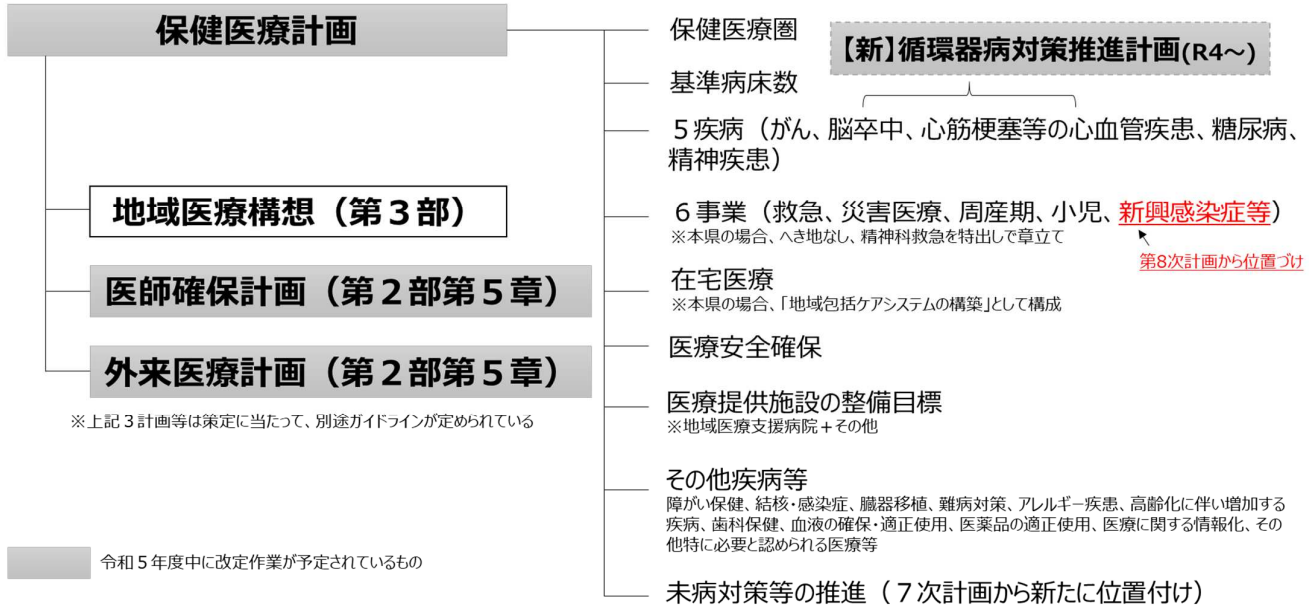 保健医療計画
地域医療構想（第３部）
医師確保計画（第２部第５章）
外来医療計画（第２部第５章）
※上記３計画等は策定に当たって、別途ガイドラインが定められている
令和５年度中に改定作業が予定されているもの
保健医療圏
【新】循環器病対策推進計画(R4～)
基準病床数
５疾病（がん、脳卒中、心筋梗塞等の心血管疾患、糖尿病、
精神疾患）
６事業（救急、災害医療、周産期、小児、新興感染症等）
※本県の場合、へき地なし、精神科救急を特出しで章立て
第8次計画から位置づけ
在宅医療
※本県の場合、「地域包括ケアシステムの構築」として構成
医療安全確保
医療提供施設の整備目標
※地域医療支援病院＋その他
その他疾病等
障がい保健、結核・感染症、臓器移植、難病対策、アレルギー疾患、高齢化に伴い増加する
疾病、歯科保健、血液の確保・適正使用、医薬品の適正使用、医療に関する情報化、その
他特に必要と認められる医療等
未病対策等の推進（７次計画から新たに位置付け）